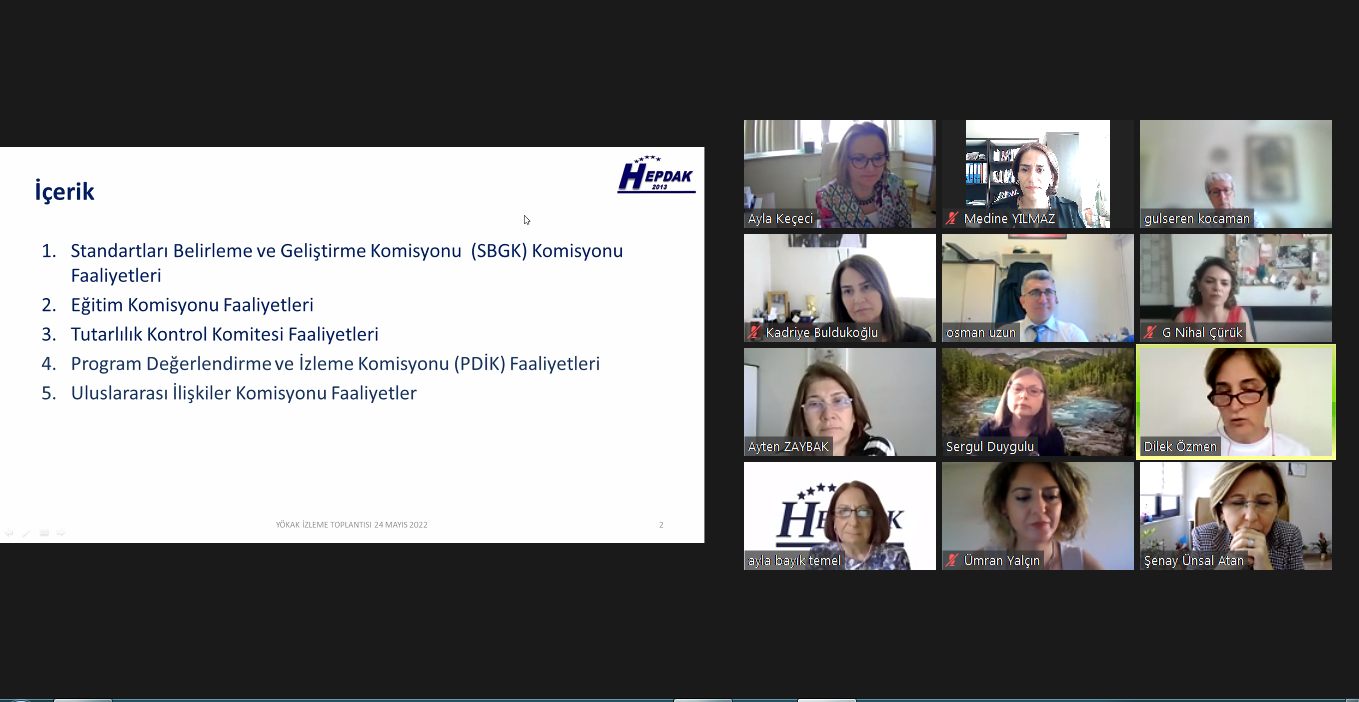 HEPDAK
2013
İçerik
1. Standartları Belirleme ve Geliştirme Komisyonu (SBGK) Komisyonu
Faaliyetleri
2. Eğitim Komisyonu Faaliyetleri
3. Tutarlılık Kontrol Komitesi Faaliyetleri
4. Program Değerlendirme ve İzleme Komisyonu (PDİK) Faaliyetleri
5. Uluslararası İlişkiler Komisyonu Faaliyetler
YÖKAK İZLEME TOPLANTISI 24 MAYIS 2022
2
Ayla Keçeci
Medine YILMAZ
gulseren kocaman
Kadriye Buldukoğlu
osman uzun
G Nihal Çürük
Ayten ZAYBAK
Sergul Duygulu
Dilek Özmen
ayla bayık temel
Ümran Yalçın
Şenay Ünsal Atan